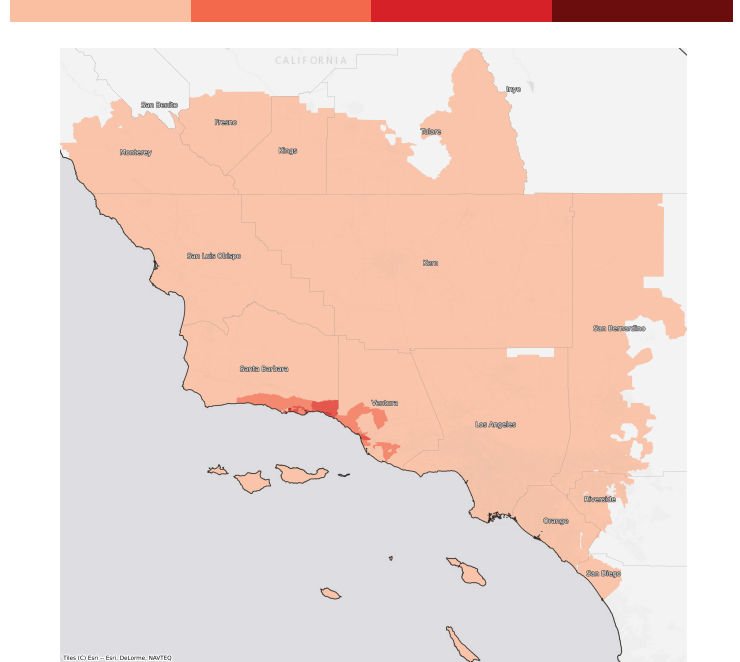 CALIFORNIA
Inyo
San Benito
Fresno
Tulare
Monterey
Kings
San Luis Obispo
Kern
San Bernardino
Santa Barbara
Ventura
Los Angeles
Riverside
Orange
San Diego
Tiles (C) Esri -- Esri, DeLorme, NAVTEQ